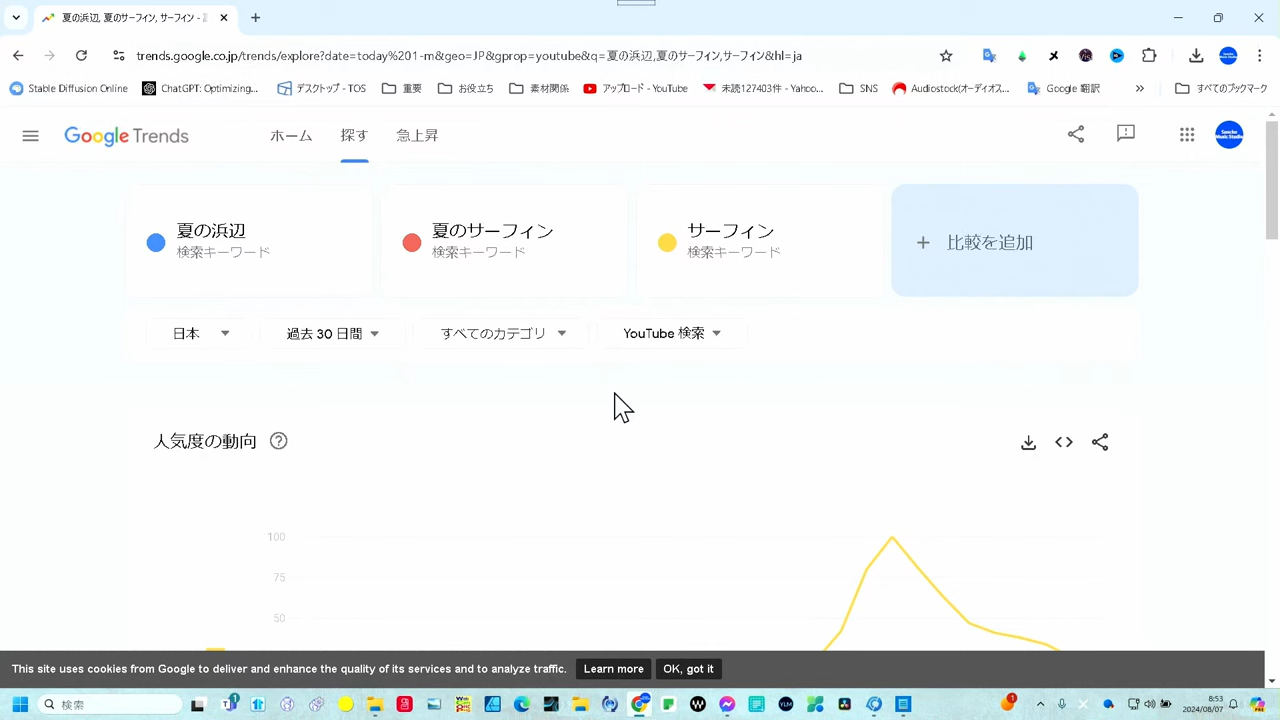 夏の浜辺, 夏のサーフィン, サーフィン -
trends.google.co.jp/trends/explore?date=today%201-m&geo=JP&gprop=youtube&q=夏の浜辺,夏のサーフィン,サーフィン&hl=ja
Stable Diffusion Online
ChatGPT: Optimizing...
デスクトップ - TOS
重要
お役立ち
素材関係
アップロード - YouTube
未読127403件 - Yahoo...
SNS
Audiostock(オーディオス...
Google 翻訳
»
すべてのブックマーク
Google Trends
ホーム
探す
急上昇
夏の浜辺
検索キーワード
夏のサーフィン
検索キーワード
サーフィン
検索キーワード
+ 比較を追加
日本
過去 30 日間
すべてのカテゴリ
YouTube 検索
人気度の動向
100
75
50
This site uses cookies from Google to deliver and enhance the quality of its services and to analyze traffic.
Learn more
OK, got it
検索
8:53
2024/08/07